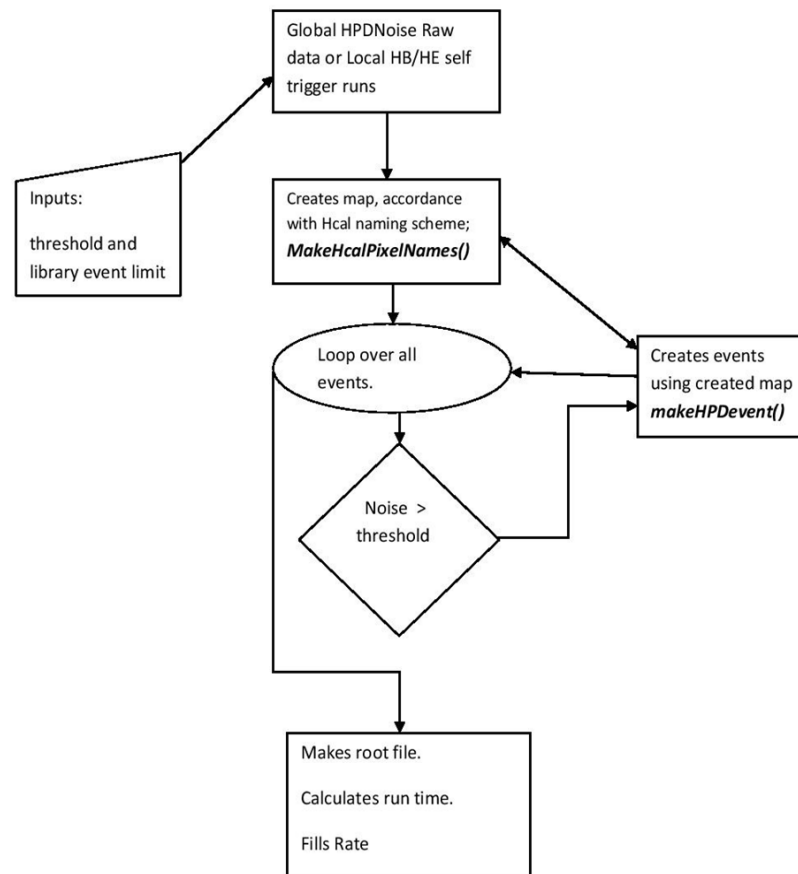 Global HPDNoise Raw
data or Local HB/HE self
trigger runs
Inputs:
threshold and
library event limit
Creates map, accordance
with Hcal naming scheme;
MakeHcalPixelNames()
Loop over all
events.
Creates events
using created map
makeHPDevent()
Noise >
threshold
Makes root file.
Calculates run time.
Fills Rate